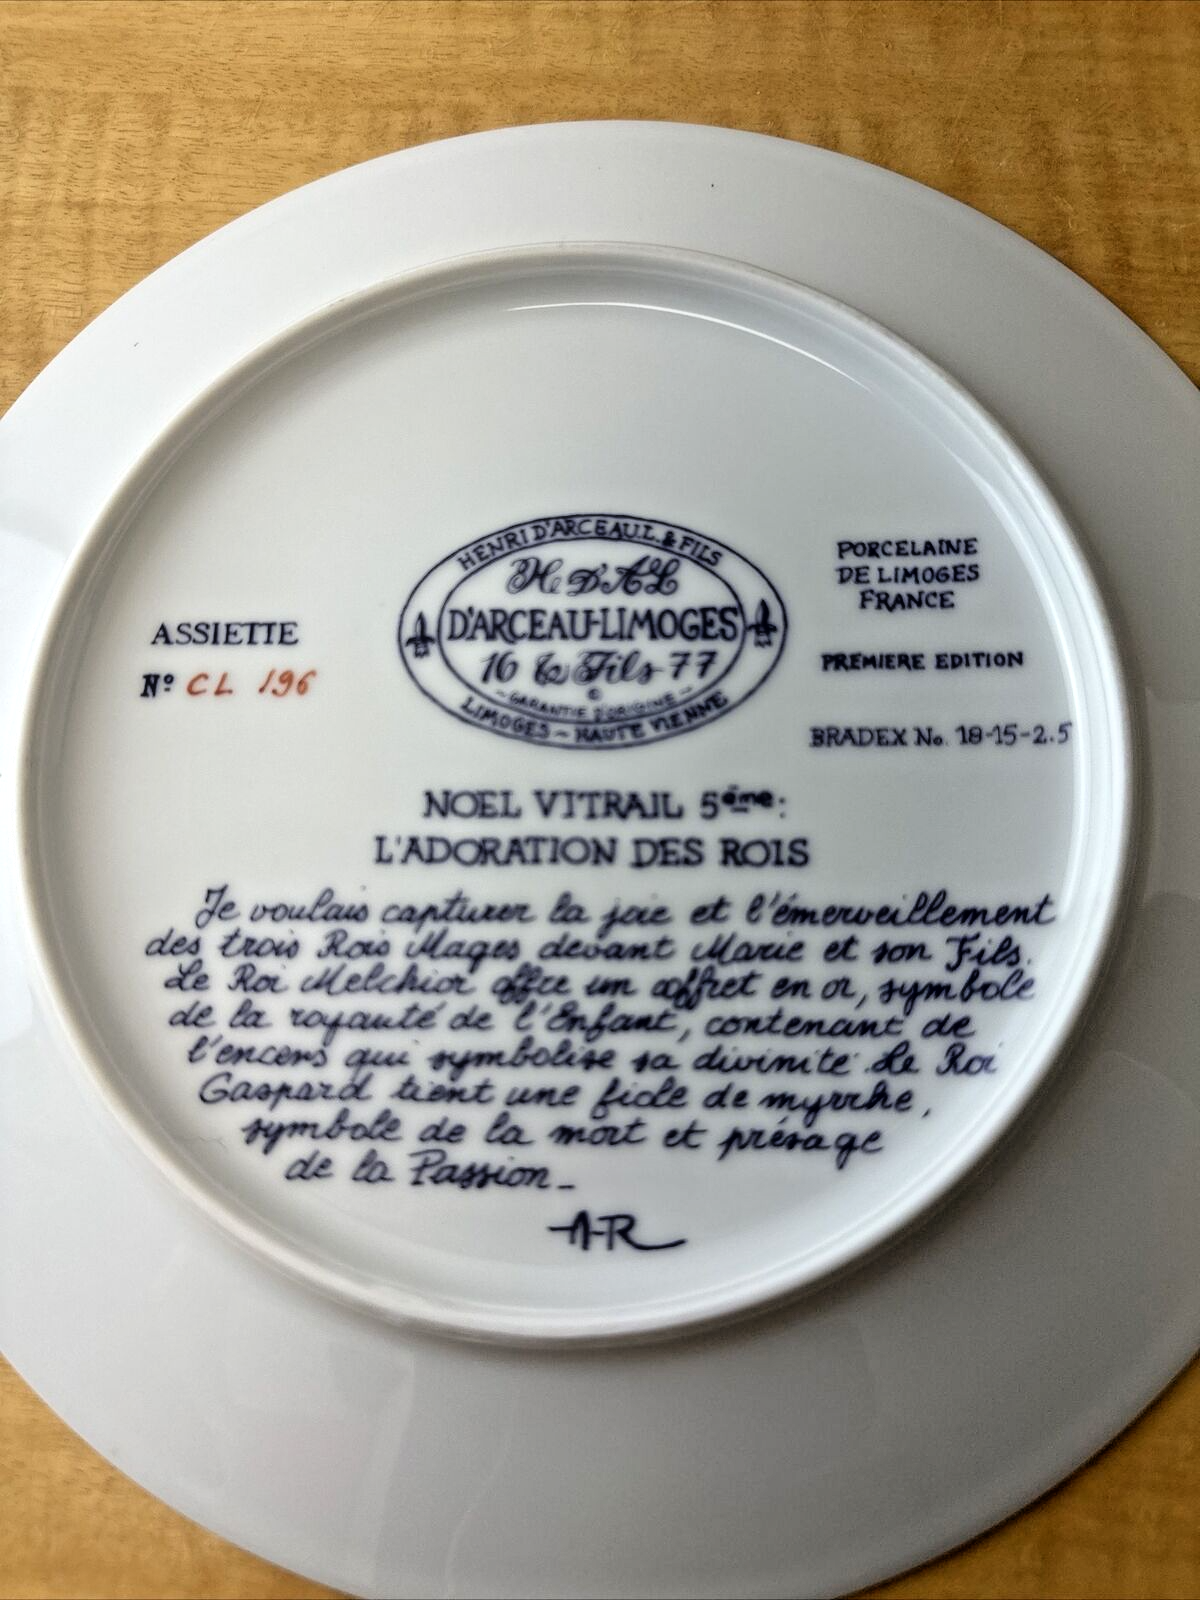 HENRI D'ARCEAU.L. & FILS
H. D'A.L.
D'ARCEAU-LIMOGES
16 & Fils 77
©
~ GARANTIE D'ORIGINE ~
LIMOGES ~ HAUTE VIENNE
ASSIETTE
Nº CL 196
PORCELAINE
DE LIMOGES
FRANCE
PREMIERE EDITION
BRADEX No. 18-15-2.5
NOEL VITRAIL 5éme:
L'ADORATION DES ROIS
Je voulais capturer la joie et l'émerveillement
des trois Rois Mages devant Marie et son Fils.
Le Roi Melchior offre un coffret en or, symbole
de la royauté de l'Enfant, contenant de
l'encens qui symbolise sa divinité. Le Roi
Gaspard tient une fiole de myrrhe,
symbole de la mort et présage
de la Passion_
A-R